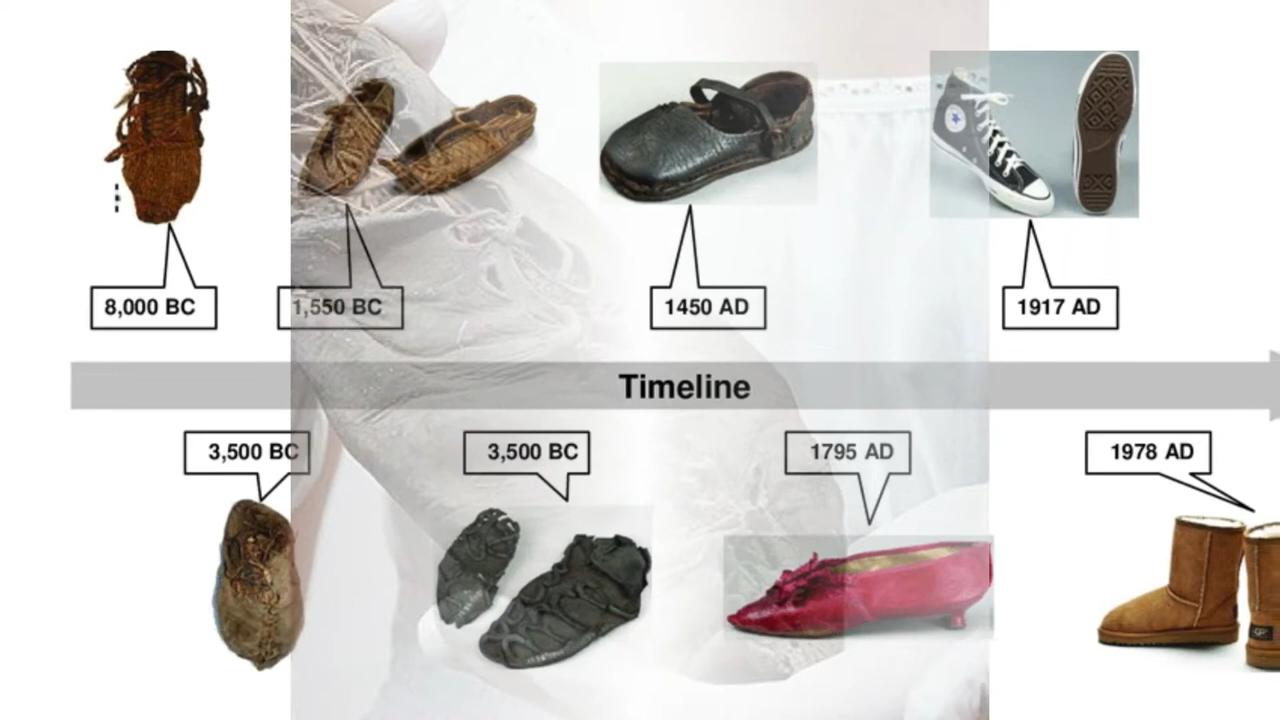 8,000 BC
1,550 BC
1450 AD
1917 AD
Timeline
3,500 BC
3,500 BC
1795 AD
1978 AD